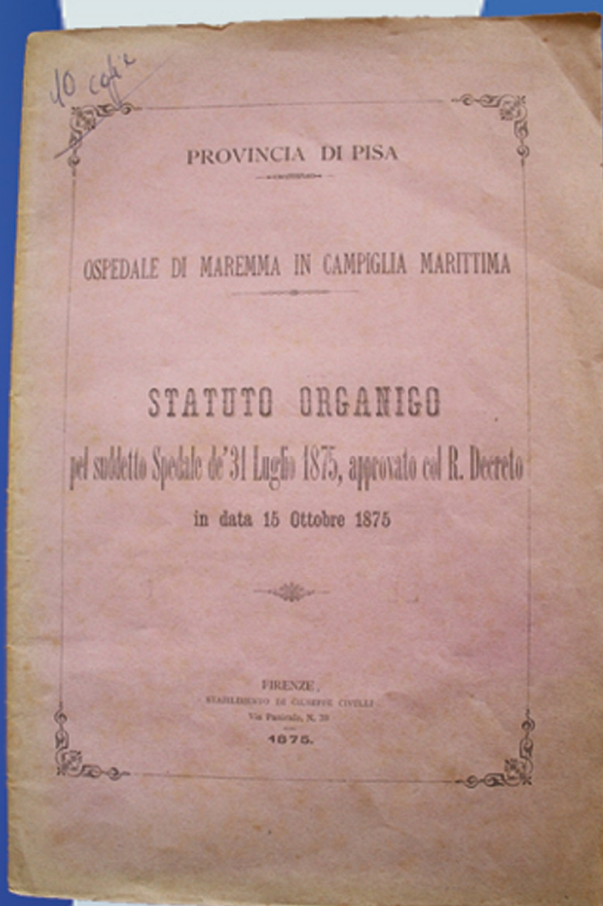 10 copie
PROVINCIA DI PISA
OSPEDALE DI MAREMMA IN CAMPIGLIA MARITTIMA
STATUTO ORGANICO
pel suddetto Spedale de' 31 Luglio 1875, approvato col R. Decreto
in data 15 Ottobre 1875
FIRENZE,
STABILIMENTO DI GIUSEPPE CIVELLI
Via Panicale, N. 39
1875.